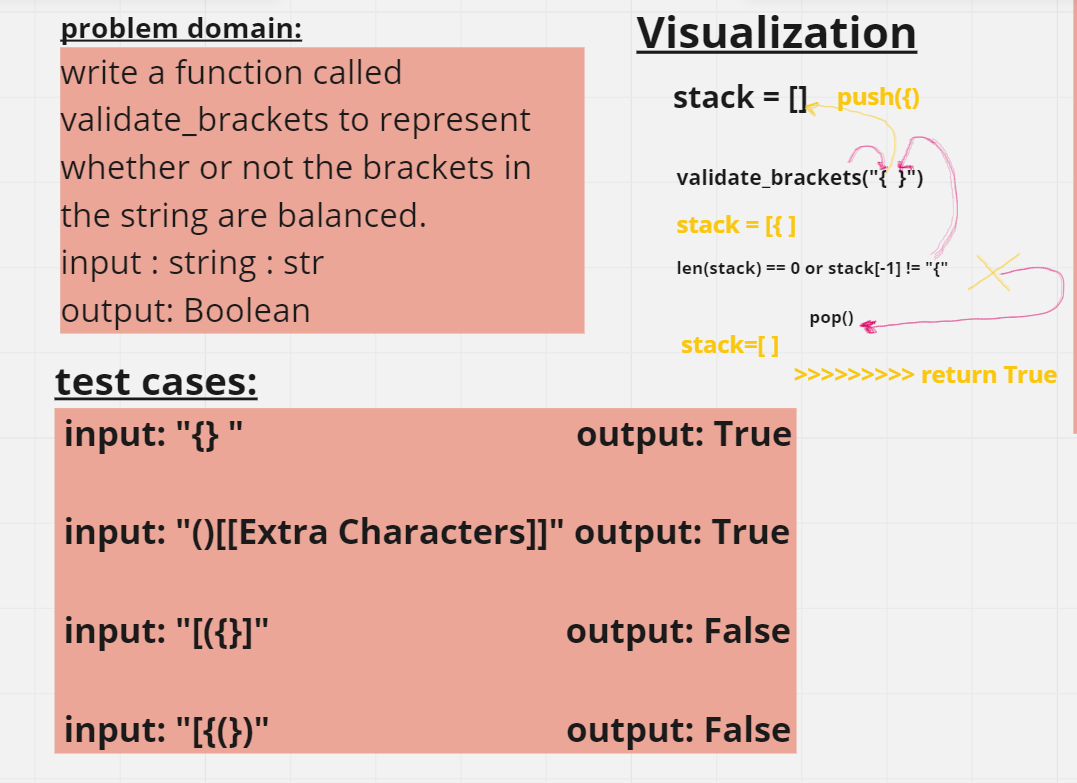 problem domain:
write a function called
validate_brackets to represent
whether or not the brackets in
the string are balanced.
input : string : str
output: Boolean
test cases:
input: "{} " output: True
input: "()[[Extra Characters]]" output: True
input: "[({}]" output: False
input: "[{(})" output: False
Visualization
stack = [] push({)
validate_brackets("{ }")
stack = [{ ]
len(stack) == 0 or stack[-1] != "{"
pop()
stack=[ ]
>>>>>>>>> return True